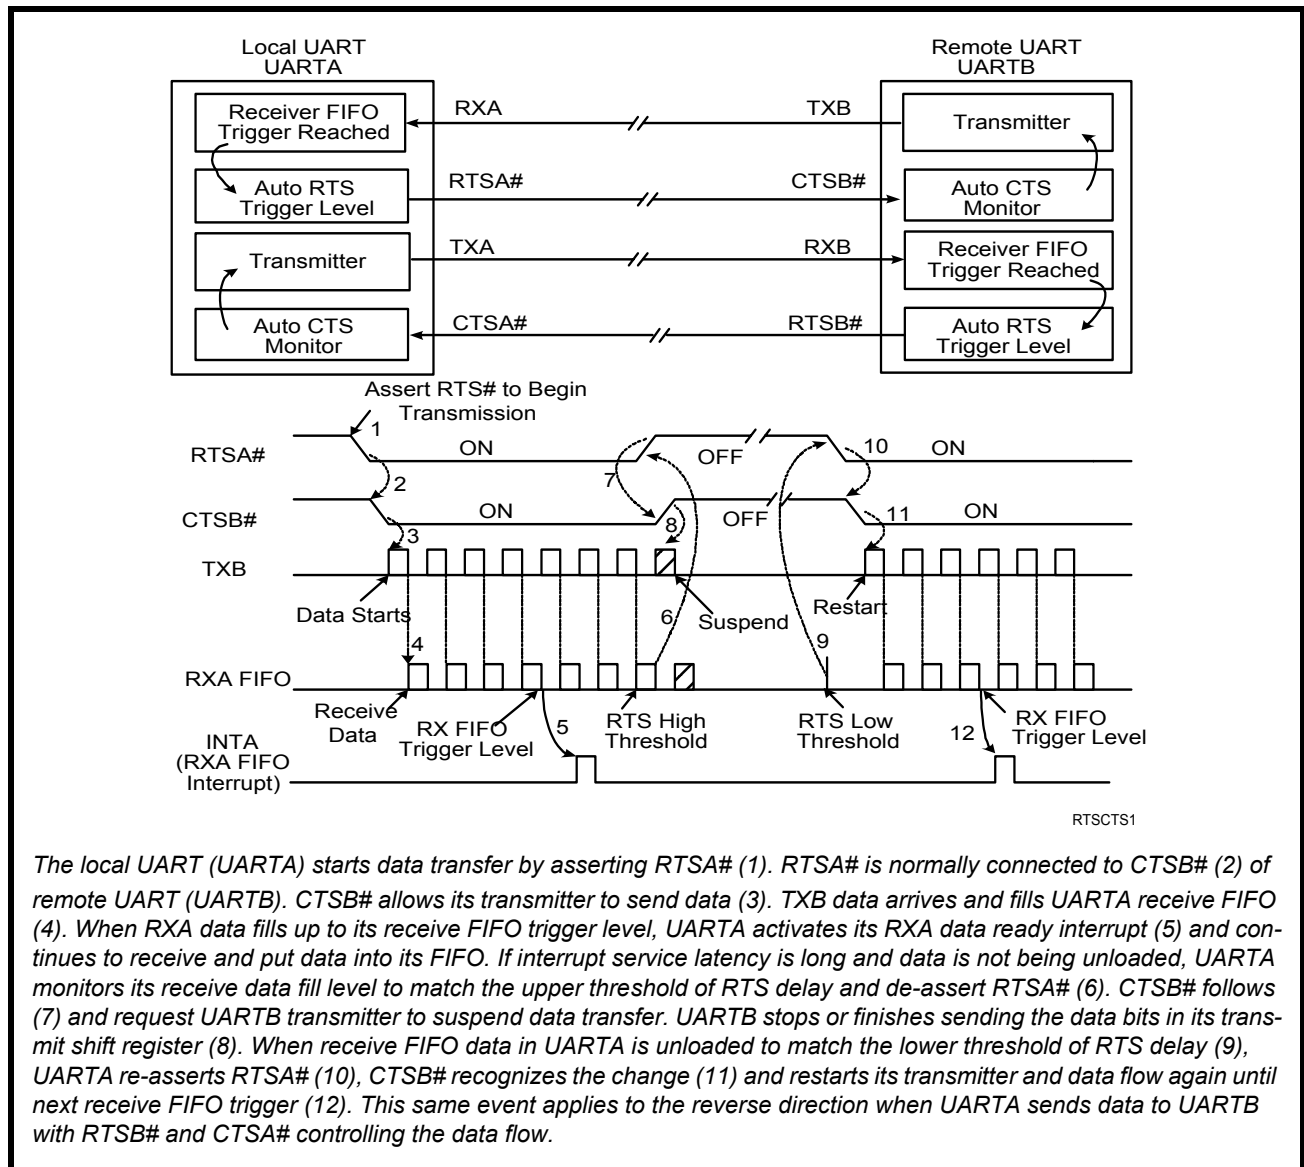 Local UART
UARTA
Remote UART
UARTB
Receiver FIFO
Trigger Reached
RXA
TXB
Transmitter
Auto RTS
Trigger Level
RTSA#
CTSB#
Auto CTS
Monitor
Transmitter
TXA
RXB
Receiver FIFO
Trigger Reached
Auto CTS
Monitor
CTSA#
RTSB#
Auto RTS
Trigger Level
Assert RTS# to Begin
Transmission
1
RTSA#
ON
OFF
ON
10
7
2
CTSB#
ON
OFF
ON
11
8
3
TXB
Data Starts
Suspend
Restart
6
4
9
RXA FIFO
Receive
Data
RX FIFO
Trigger Level
5
RTS High
Threshold
RTS Low
Threshold
12
RX FIFO
Trigger Level
INTA
(RXA FIFO
Interrupt)
RTSCTS1
The local UART (UARTA) starts data transfer by asserting RTSA# (1). RTSA# is normally connected to CTSB# (2) of
remote UART (UARTB). CTSB# allows its transmitter to send data (3). TXB data arrives and fills UARTA receive FIFO
(4). When RXA data fills up to its receive FIFO trigger level, UARTA activates its RXA data ready interrupt (5) and con-
tinues to receive and put data into its FIFO. If interrupt service latency is long and data is not being unloaded, UARTA
monitors its receive data fill level to match the upper threshold of RTS delay and de-assert RTSA# (6). CTSB# follows
(7) and request UARTB transmitter to suspend data transfer. UARTB stops or finishes sending the data bits in its trans-
mit shift register (8). When receive FIFO data in UARTA is unloaded to match the lower threshold of RTS delay (9),
UARTA re-asserts RTSA# (10), CTSB# recognizes the change (11) and restarts its transmitter and data flow again until
next receive FIFO trigger (12). This same event applies to the reverse direction when UARTA sends data to UARTB
with RTSB# and CTSA# controlling the data flow.